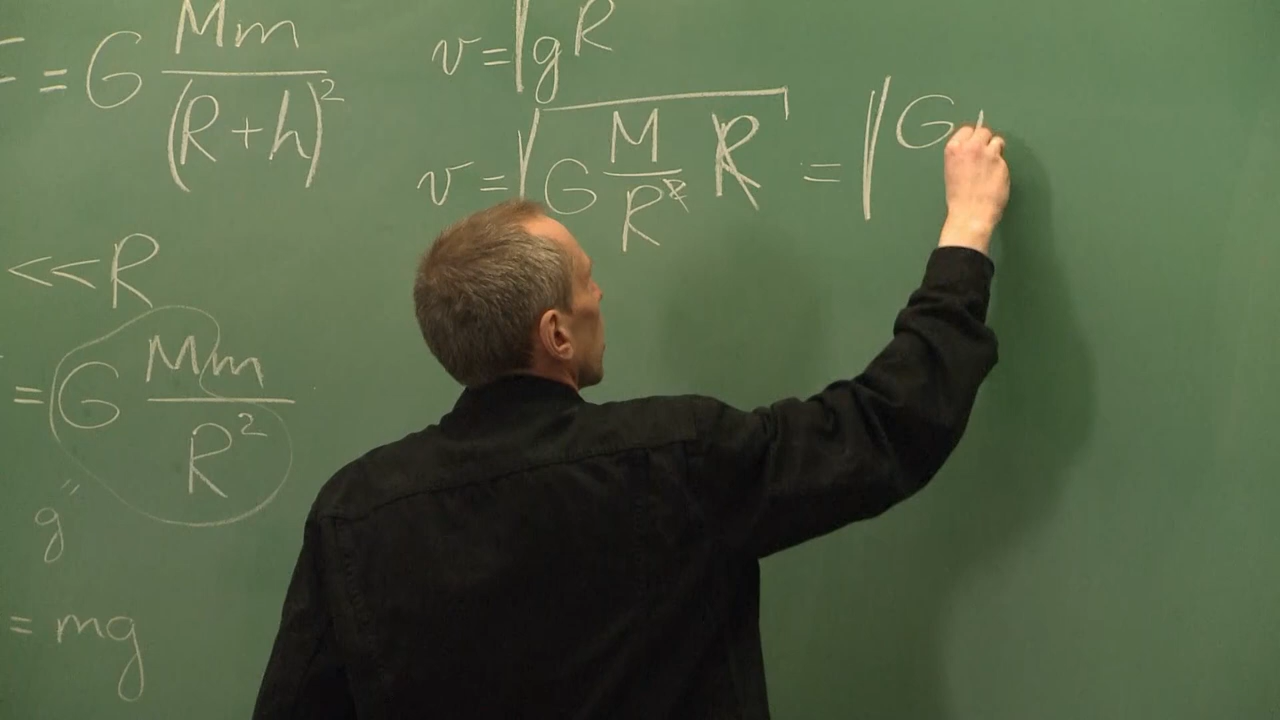 = G Mm / (R+h)²
<<R
= G Mm / R²
"
g
= mg
v = √gR
v = √(G M/R² R) = √G